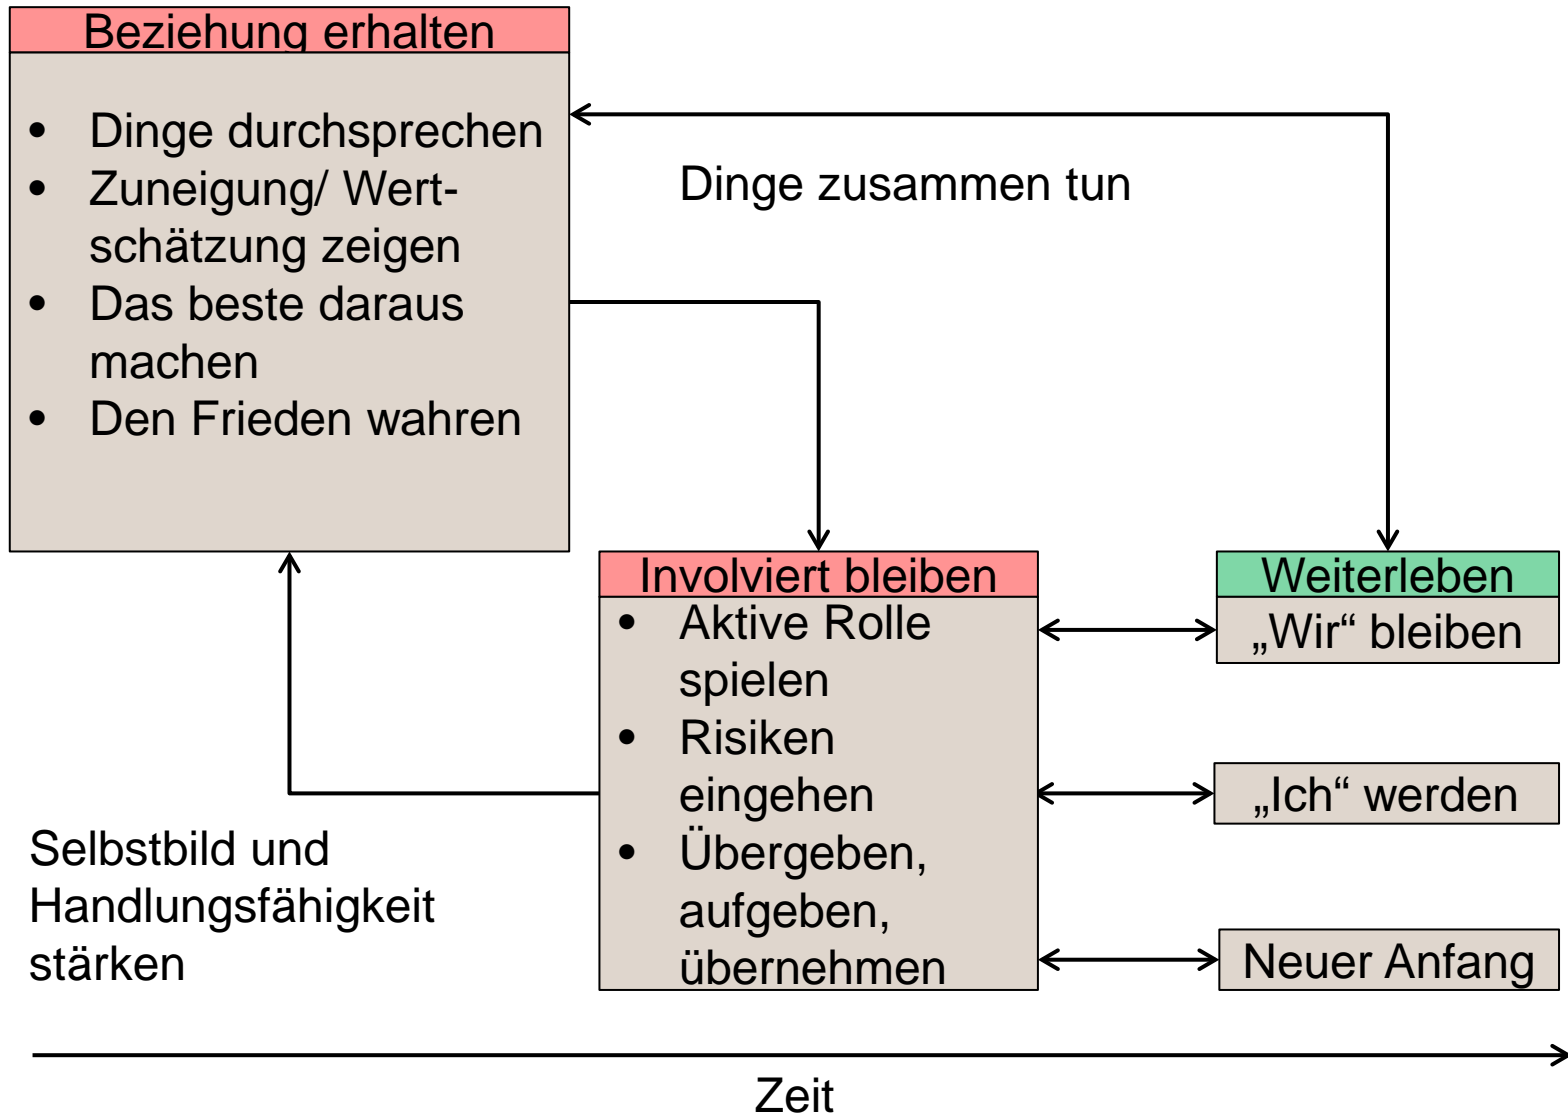 Beziehung erhalten
• Dinge durchsprechen
• Zuneigung/ Wert-
schätzung zeigen
• Das beste daraus
machen
• Den Frieden wahren
Dinge zusammen tun
Involviert bleiben
• Aktive Rolle
spielen
• Risiken
eingehen
• Übergeben,
aufgeben,
übernehmen
Weiterleben
„Wir“ bleiben
„Ich“ werden
Neuer Anfang
Selbstbild und
Handlungsfähigkeit
stärken
Zeit